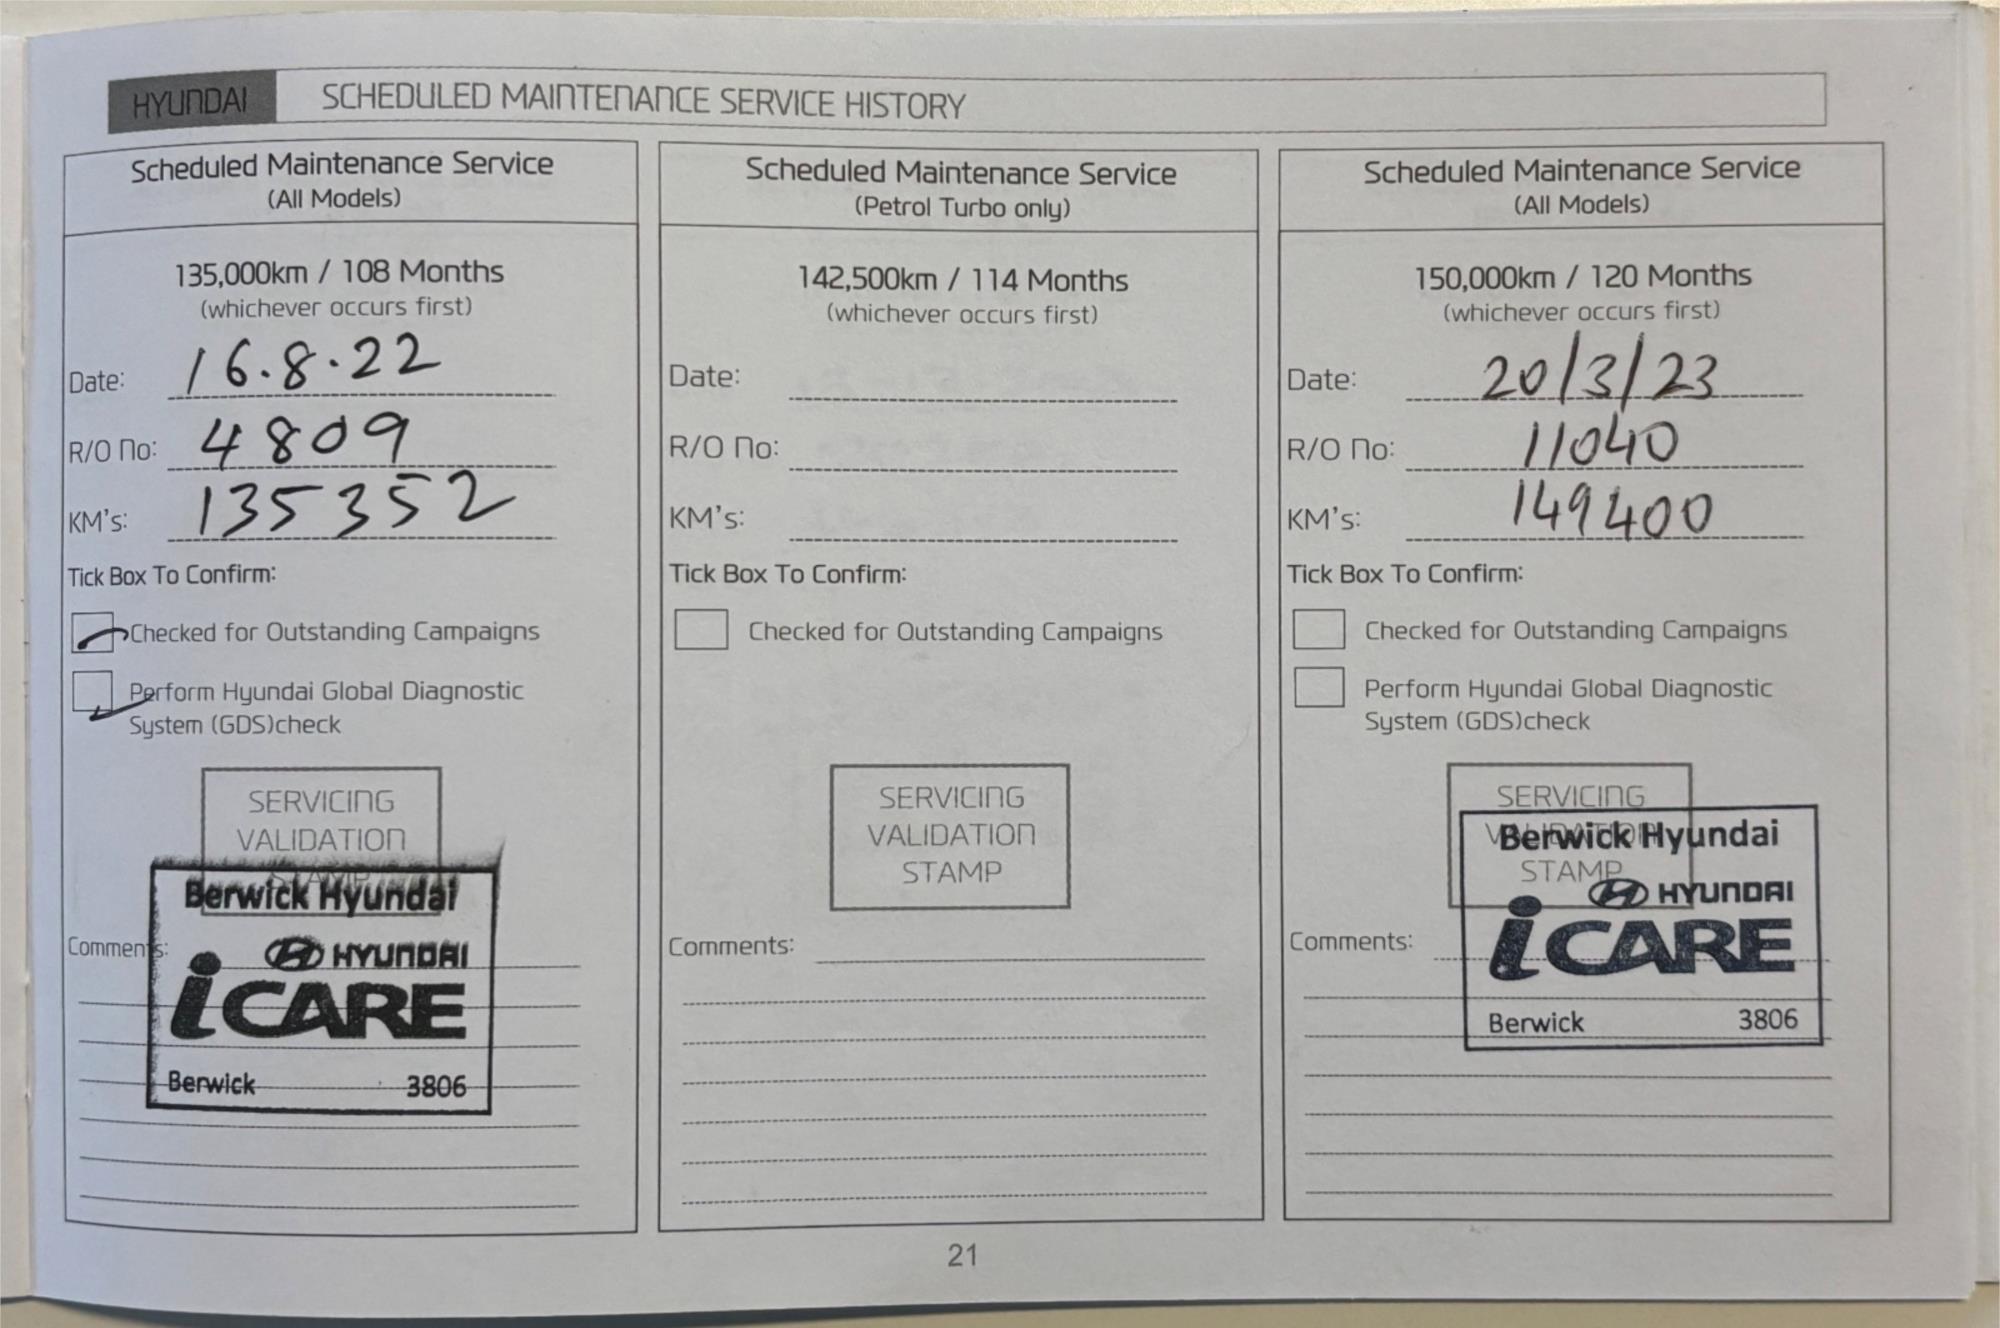 HYUNDAI SCHEDULED MAINTENANCE SERVICE HISTORY
Scheduled Maintenance Service
(All Models)
135,000km / 108 Months
(whichever occurs first)
Date: 16.8.22
R/O No: 4809
KM's: 135352
Tick Box To Confirm:
Checked for Outstanding Campaigns
Perform Hyundai Global Diagnostic
System (GDS)check
SERVICING
VALIDATION
STAMP
Berwick Hyundai
Comments:
HYUNDAI
iCARE
Berwick 3806
Scheduled Maintenance Service
(Petrol Turbo only)
142,500km / 114 Months
(whichever occurs first)
Date:
R/O No:
KM's:
Tick Box To Confirm:
Checked for Outstanding Campaigns
SERVICING
VALIDATION
STAMP
Comments:
Scheduled Maintenance Service
(All Models)
150,000km / 120 Months
(whichever occurs first)
Date: 20/3/23
R/O No: 11040
KM's: 149400
Tick Box To Confirm:
Checked for Outstanding Campaigns
Perform Hyundai Global Diagnostic
System (GDS)check
SERVICING
VALIDATION
STAMP
Berwick Hyundai
HYUNDAI
Comments:
iCARE
Berwick 3806
21